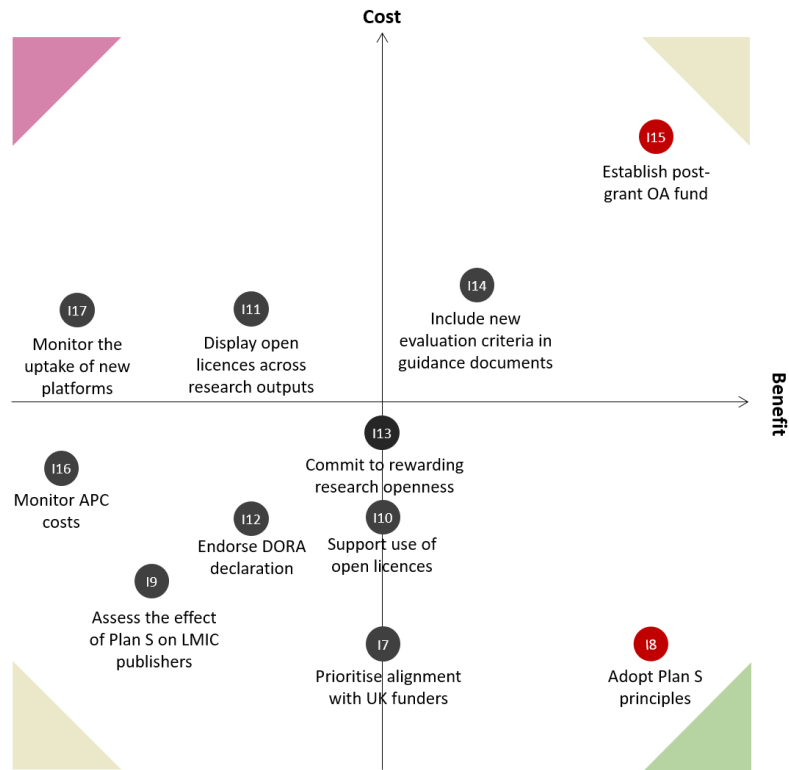 Cost
I15
Establish post-
grant OA fund
I14
Include new
evaluation criteria in
guidance documents
I17
Monitor the
uptake of new
platforms
I11
Display open
licences across
research outputs
Benefit
I13
Commit to rewarding
research openness
I16
Monitor APC
costs
I12
Endorse DORA
declaration
I10
Support use of
open licences
I9
Assess the effect
of Plan S on LMIC
publishers
I7
Prioritise alignment
with UK funders
I8
Adopt Plan S
principles